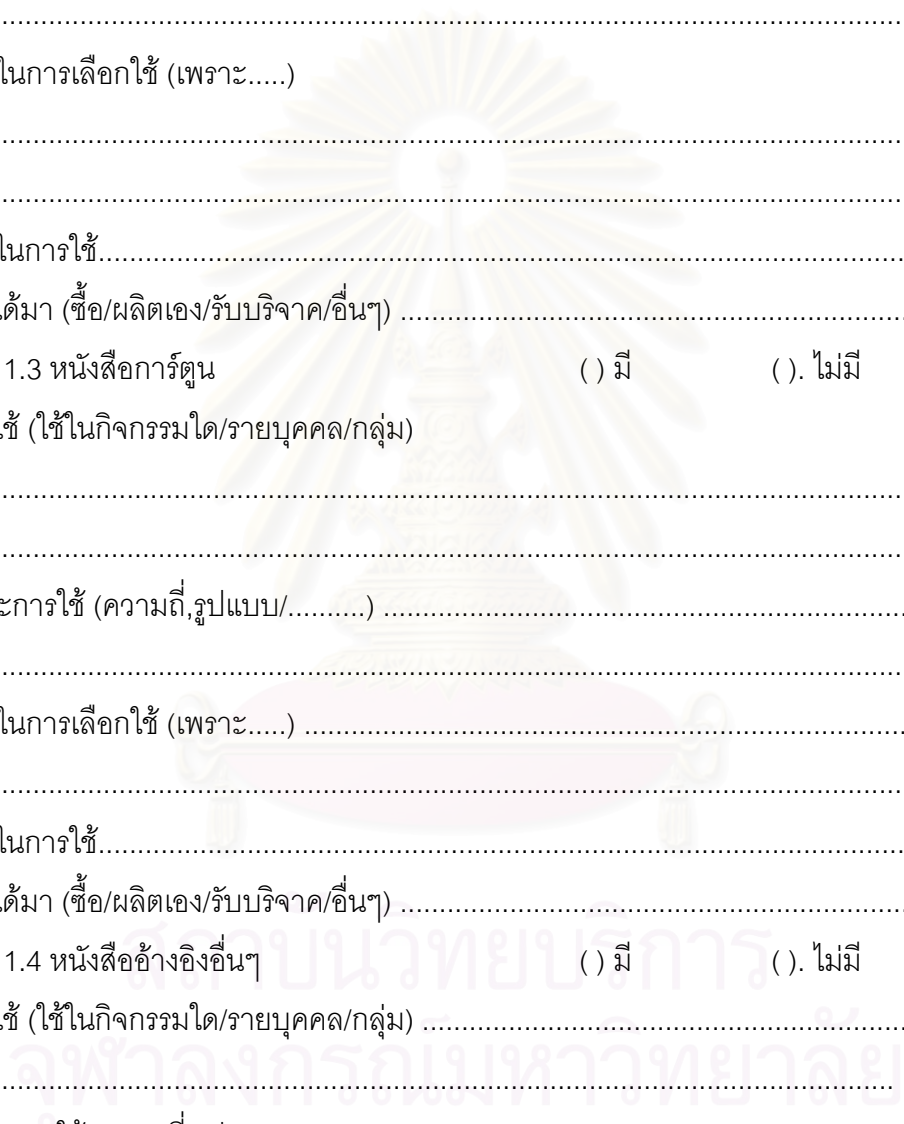 ........................................................................................................................
ในการเลือกใช้ (เพราะ.....)
........................................................................................................................
........................................................................................................................
ในการใช้........................................................................................................
ด้มา (ซื้อ/ผลิตเอง/รับบริจาค/อื่นๆ) .................................................................
1.3 หนังสือการ์ตูน ( ) มี ( ). ไม่มี
ช้ (ใช้ในกิจกรรมใด/รายบุคคล/กลุ่ม)
........................................................................................................................
........................................................................................................................
ะการใช้ (ความถี่,รูปแบบ/..........) ...................................................................
........................................................................................................................
ในการเลือกใช้ (เพราะ.....) .............................................................................
........................................................................................................................
ในการใช้........................................................................................................
ด้มา (ซื้อ/ผลิตเอง/รับบริจาค/อื่นๆ) .................................................................
สถาบันวิทยบริการ
1.4 หนังสืออ้างอิงอื่นๆ ( ) มี ( ). ไม่มี
ช้ (ใช้ในกิจกรรมใด/รายบุคคล/กลุ่ม) ..............................................................
จุฬาลงกรณ์มหาวิทยาลัย
.......................................................................................................................